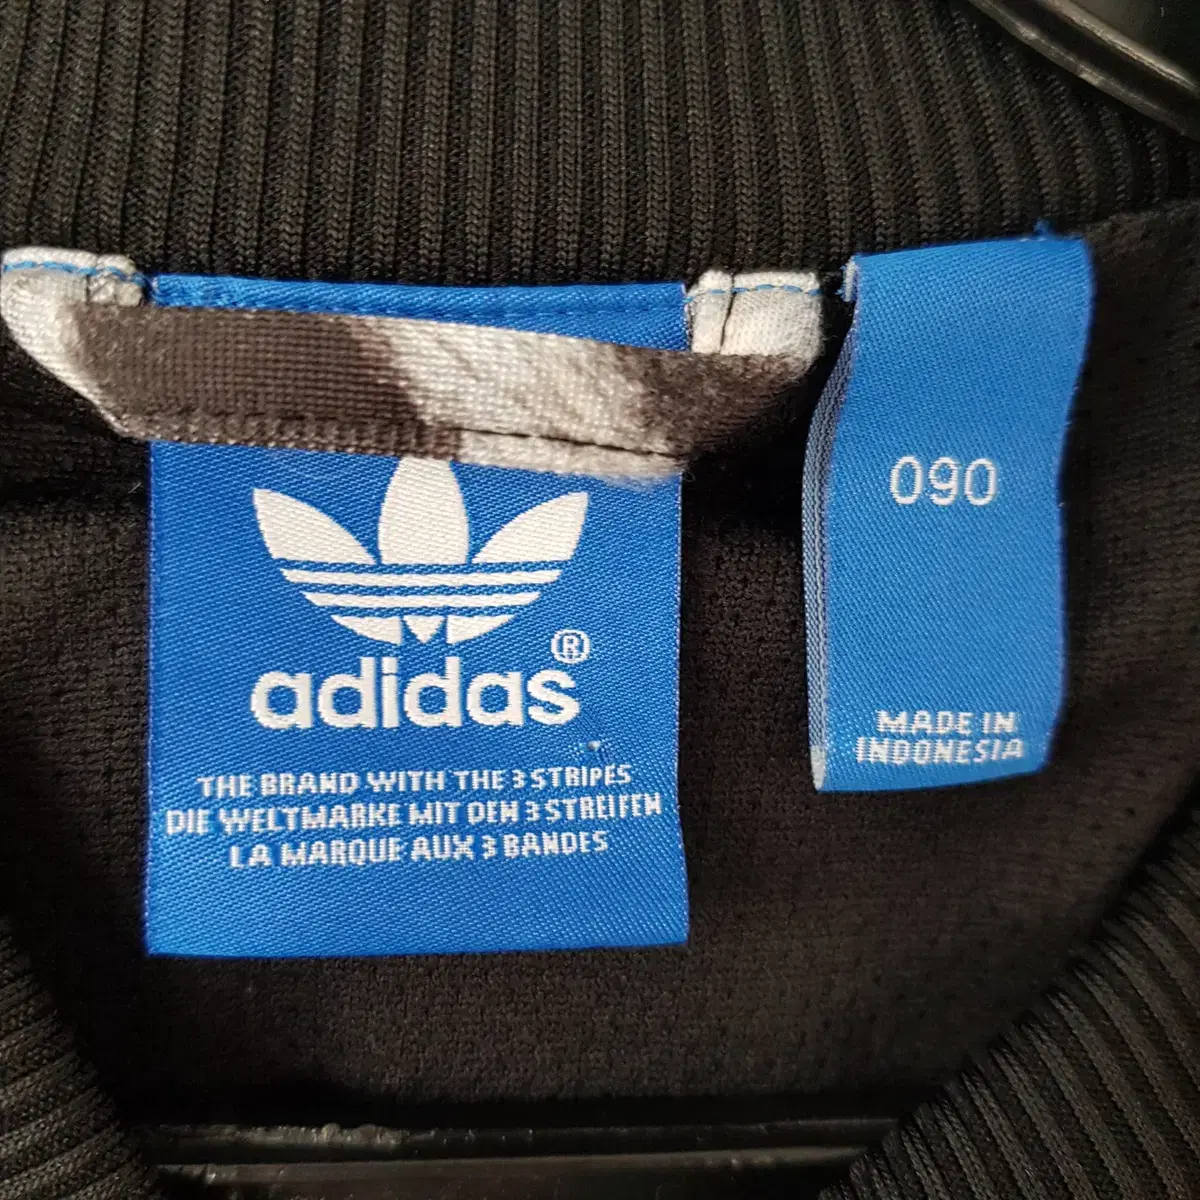 adidas®
THE BRAND WITH THE 3 STRIPES
DIE WELTMARKE MIT DEN 3 STREIFEN
LA MARQUE AUX 3 BANDES
090
MADE IN
INDONESIA